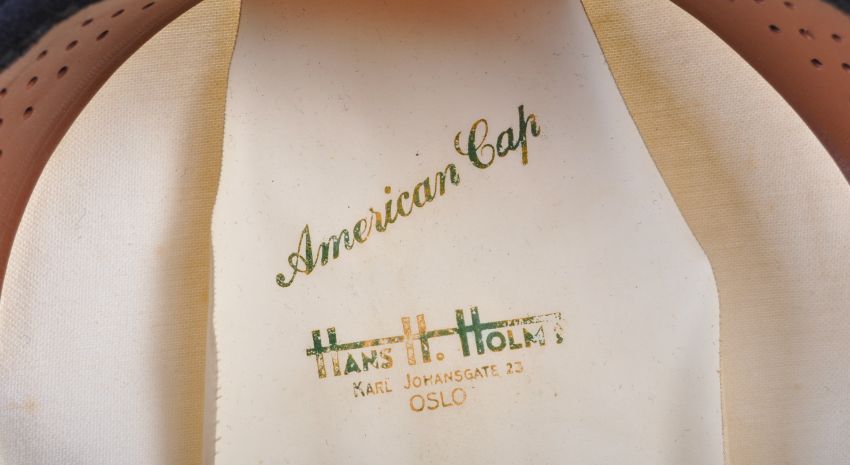 American Cap
HANS H. HOLM
KARL JOHANSGATE 23
OSLO